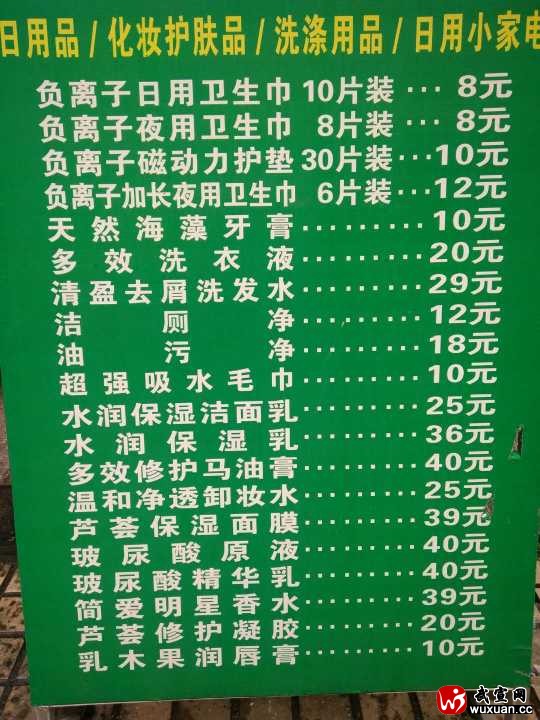 日用品/化妆护肤品/洗涤用品/日用小家电
负离子日用卫生巾 10片装…8元
负离子夜用卫生巾 8片装…8元
负离子磁动力护垫 30片装…10元
负离子加长夜用卫生巾 6片装…12元
天然海藻牙膏………10元
多效洗衣液………20元
清盈去屑洗发水………29元
洁厕净………12元
油污净………18元
超强吸水毛巾………10元
水润保湿洁面乳………25元
水润保湿乳………36元
多效修护马油膏………40元
温和净透卸妆水………25元
芦荟保湿面膜………39元
玻尿酸原液………40元
玻尿酸精华乳………40元
简爱明星香水………39元
芦荟修护凝胶………20元
乳木果润唇膏………10元
武宣网
wuxuan.cc